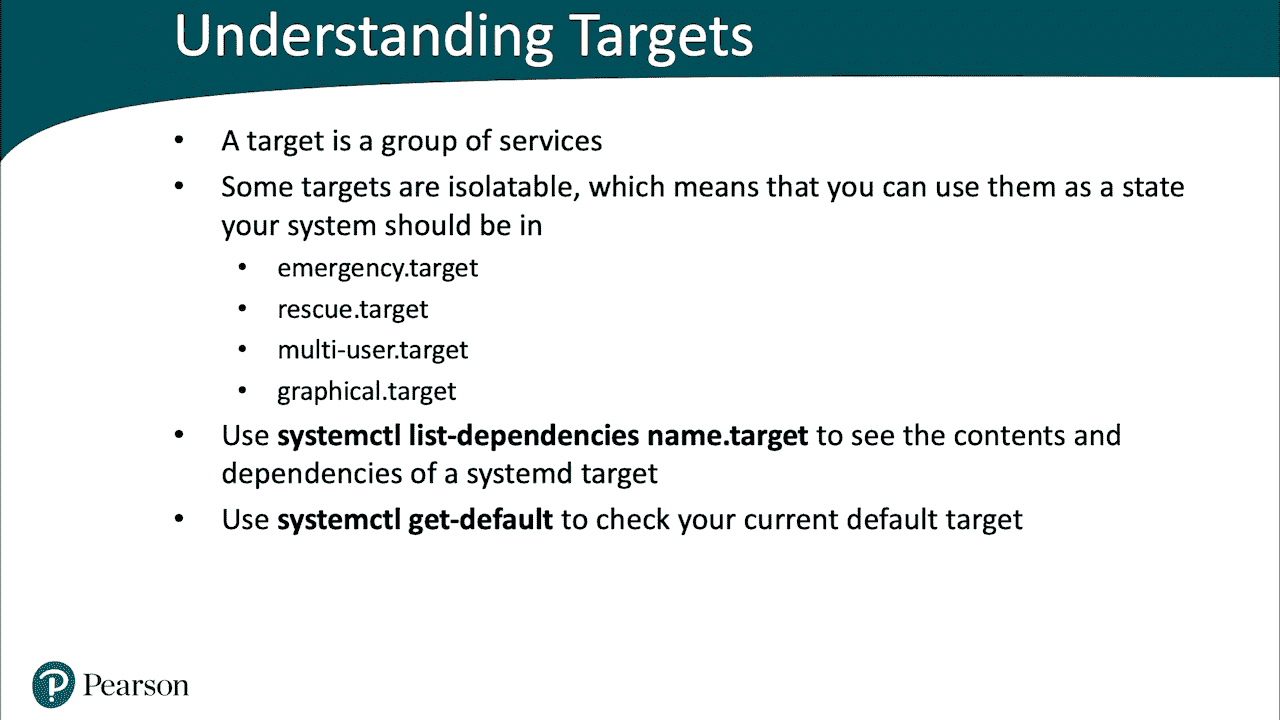 Understanding Targets
• A target is a group of services
• Some targets are isolatable, which means that you can use them as a state
your system should be in
• emergency.target
• rescue.target
• multi-user.target
• graphical.target
• Use systemctl list-dependencies name.target to see the contents and
dependencies of a systemd target
• Use systemctl get-default to check your current default target
Pearson